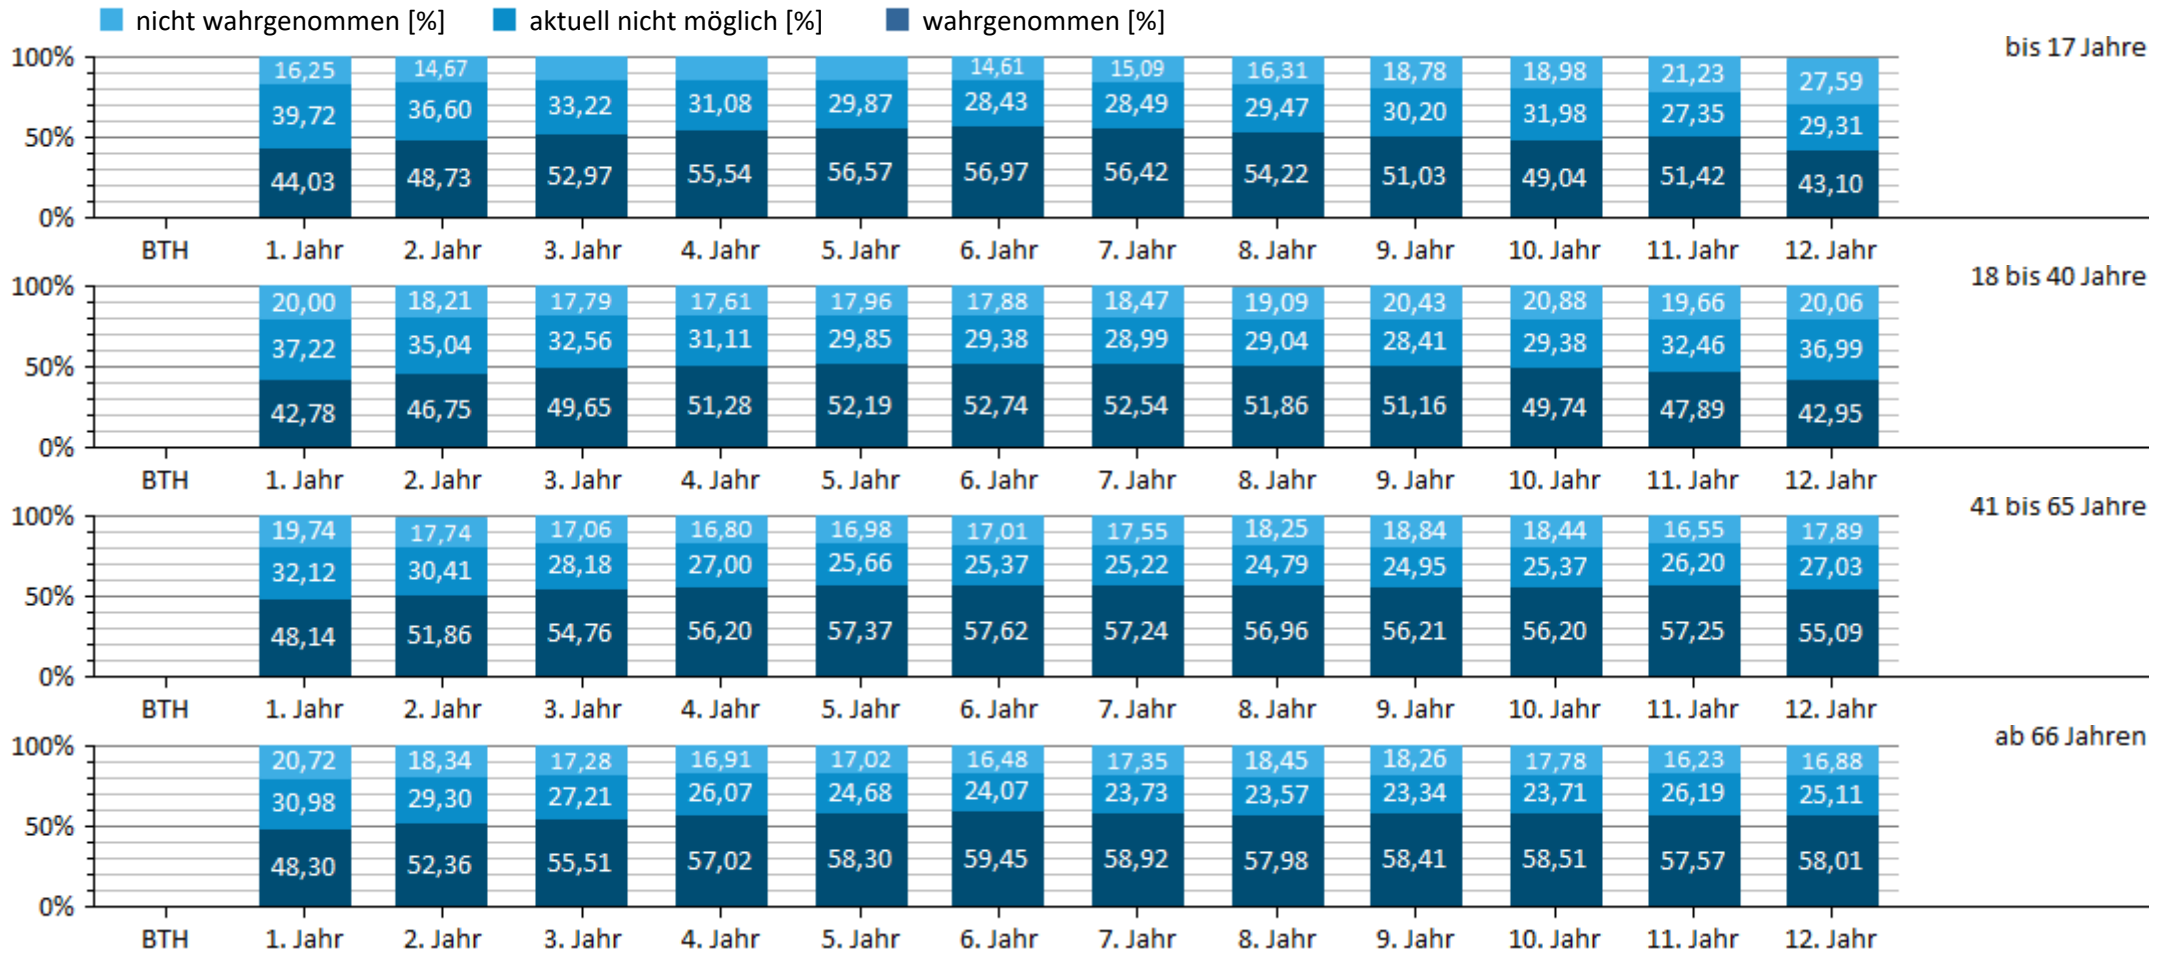 nicht wahrgenommen [%] aktuell nicht möglich [%] wahrgenommen [%]
bis 17 Jahre
100% 16,25 14,67 14,61 15,09 16,31 18,78 18,98 21,23 27,59
39,72 36,60 33,22 31,08 29,87 28,43 28,49 29,47 30,20 31,98 27,35 29,31
50%
44,03 48,73 52,97 55,54 56,57 56,97 56,42 54,22 51,03 49,04 51,42 43,10
0%
BTH 1. Jahr 2. Jahr 3. Jahr 4. Jahr 5. Jahr 6. Jahr 7. Jahr 8. Jahr 9. Jahr 10. Jahr 11. Jahr 12. Jahr
18 bis 40 Jahre
100% 20,00 18,21 17,79 17,61 17,96 17,88 18,47 19,09 20,43 20,88 19,66 20,06
37,22 35,04 32,56 31,11 29,85 29,38 28,99 29,04 28,41 29,38 32,46 36,99
50%
42,78 46,75 49,65 51,28 52,19 52,74 52,54 51,86 51,16 49,74 47,89 42,95
0%
BTH 1. Jahr 2. Jahr 3. Jahr 4. Jahr 5. Jahr 6. Jahr 7. Jahr 8. Jahr 9. Jahr 10. Jahr 11. Jahr 12. Jahr
41 bis 65 Jahre
100% 19,74 17,74 17,06 16,80 16,98 17,01 17,55 18,25 18,84 18,44 16,55 17,89
32,12 30,41 28,18 27,00 25,66 25,37 25,22 24,79 24,95 25,37 26,20 27,03
50%
48,14 51,86 54,76 56,20 57,37 57,62 57,24 56,96 56,21 56,20 57,25 55,09
0%
BTH 1. Jahr 2. Jahr 3. Jahr 4. Jahr 5. Jahr 6. Jahr 7. Jahr 8. Jahr 9. Jahr 10. Jahr 11. Jahr 12. Jahr
ab 66 Jahren
100% 20,72 18,34 17,28 16,91 17,02 16,48 17,35 18,45 18,26 17,78 16,23 16,88
30,98 29,30 27,21 26,07 24,68 24,07 23,73 23,57 23,34 23,71 26,19 25,11
50%
48,30 52,36 55,51 57,02 58,30 59,45 58,92 57,98 58,41 58,51 57,57 58,01
0%
BTH 1. Jahr 2. Jahr 3. Jahr 4. Jahr 5. Jahr 6. Jahr 7. Jahr 8. Jahr 9. Jahr 10. Jahr 11. Jahr 12. Jahr